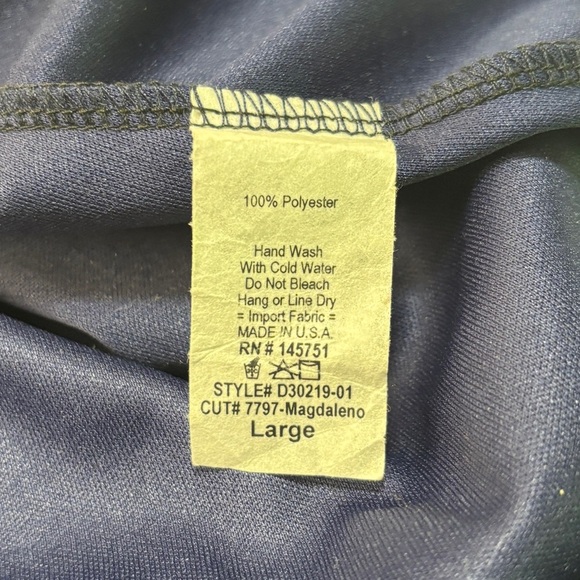 100% Polyester
Hand Wash
With Cold Water
Do Not Bleach
Hang or Line Dry
= Import Fabric =
MADE IN U.S.A.
RN # 145751
STYLE# D30219-01
CUT# 7797-Magdaleno
Large